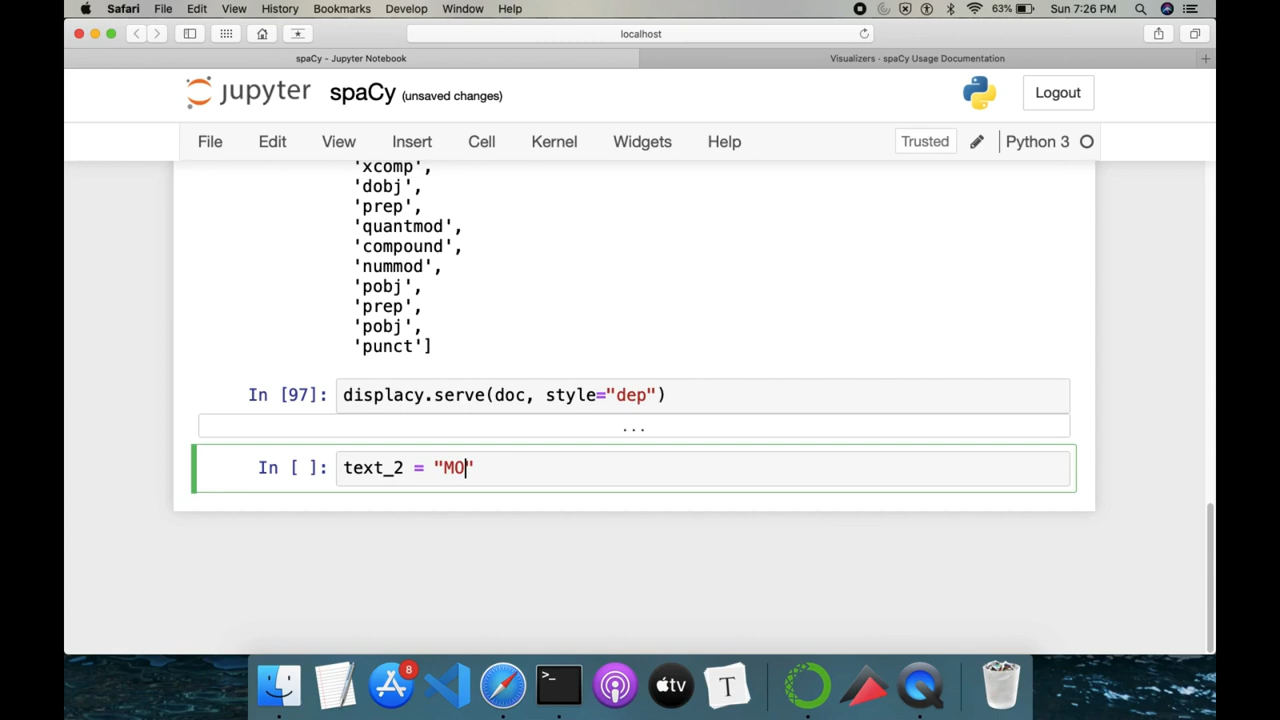 Safari File Edit View History Bookmarks Develop Window Help 63% Sun 7:26 PM
localhost
spaCy - Jupyter Notebook Visualizers - spaCy Usage Documentation
jupyter spaCy (unsaved changes) Logout
File Edit View Insert Cell Kernel Widgets Help Trusted Python 3
'xcomp',
'dobj',
'prep',
'quantmod',
'compound',
'nummod',
'pobj',
'prep',
'pobj',
'punct']
In [97]: displacy.serve(doc, style="dep")
...
In [ ]: text_2 = "MO"
8
>_
tv
T